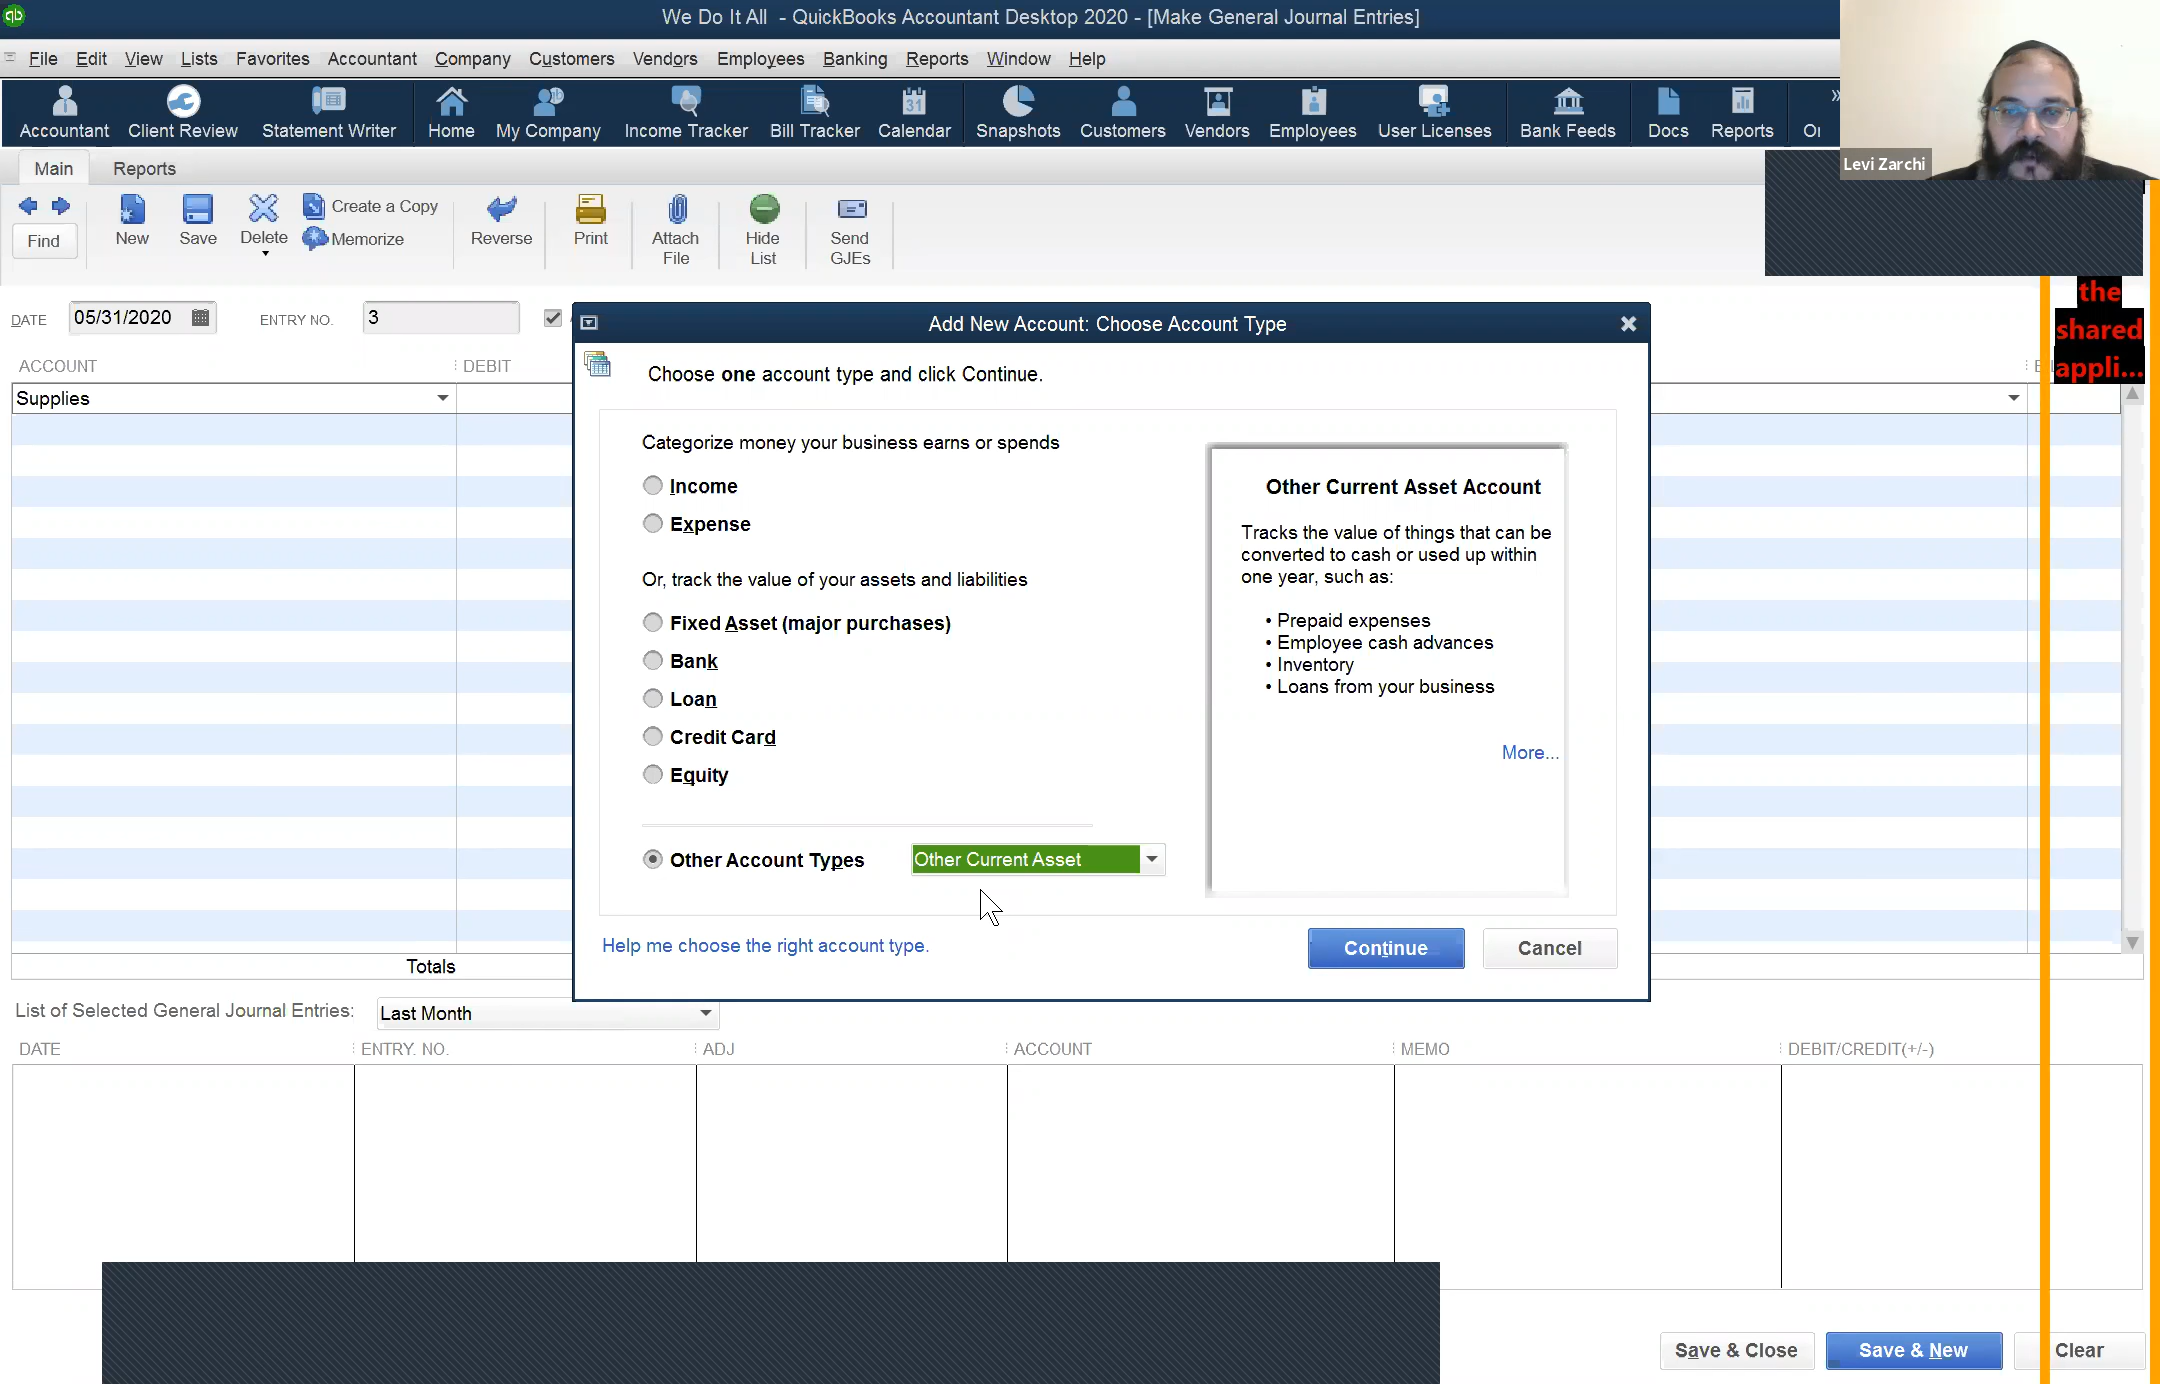 We Do It All - QuickBooks Accountant Desktop 2020 - [Make General Journal Entries]
File Edit View Lists Favorites Accountant Company Customers Vendors Employees Banking Reports Window Help
Accountant Client Review Statement Writer Home My Company Income Tracker Bill Tracker Calendar Snapshots Customers Vendors Employees User Licenses Bank Feeds Docs Reports
31
Levi Zarchi
Main Reports
Find New Save Delete Create a Copy Reverse Print Attach File Hide List Send GJEs
Memorize
the
shared
appli...
DATE 05/31/2020 ENTRY NO. 3
ACCOUNT DEBIT
Supplies
Totals
Add New Account: Choose Account Type
Choose one account type and click Continue.
Categorize money your business earns or spends
Income
Expense
Or, track the value of your assets and liabilities
Fixed Asset (major purchases)
Bank
Loan
Credit Card
Equity
Other Account Types Other Current Asset
Other Current Asset Account
Tracks the value of things that can be
converted to cash or used up within
one year, such as:
• Prepaid expenses
• Employee cash advances
• Inventory
• Loans from your business
More...
Help me choose the right account type.
Continue Cancel
List of Selected General Journal Entries: Last Month
DATE ENTRY. NO. ADJ ACCOUNT MEMO DEBIT/CREDIT(+/-)
Save & Close Save & New Clear